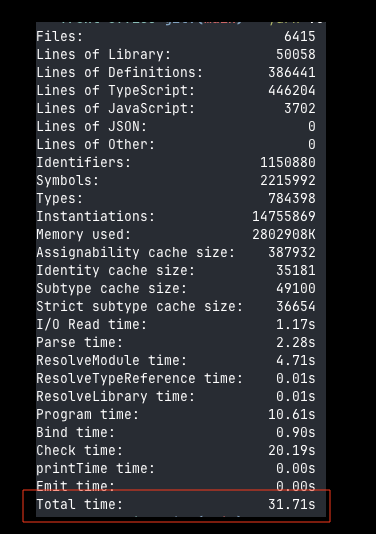 Files: 6415
Lines of Library: 50058
Lines of Definitions: 386441
Lines of TypeScript: 446204
Lines of JavaScript: 3702
Lines of JSON: 0
Lines of Other: 0
Identifiers: 1150880
Symbols: 2215992
Types: 784398
Instantiations: 14755869
Memory used: 2802908K
Assignability cache size: 387932
Identity cache size: 35181
Subtype cache size: 49100
Strict subtype cache size: 36654
I/O Read time: 1.17s
Parse time: 2.28s
ResolveModule time: 4.71s
ResolveTypeReference time: 0.01s
ResolveLibrary time: 0.01s
Program time: 10.61s
Bind time: 0.90s
Check time: 20.19s
printTime time: 0.00s
Emit time: 0.00s
Total time: 31.71s